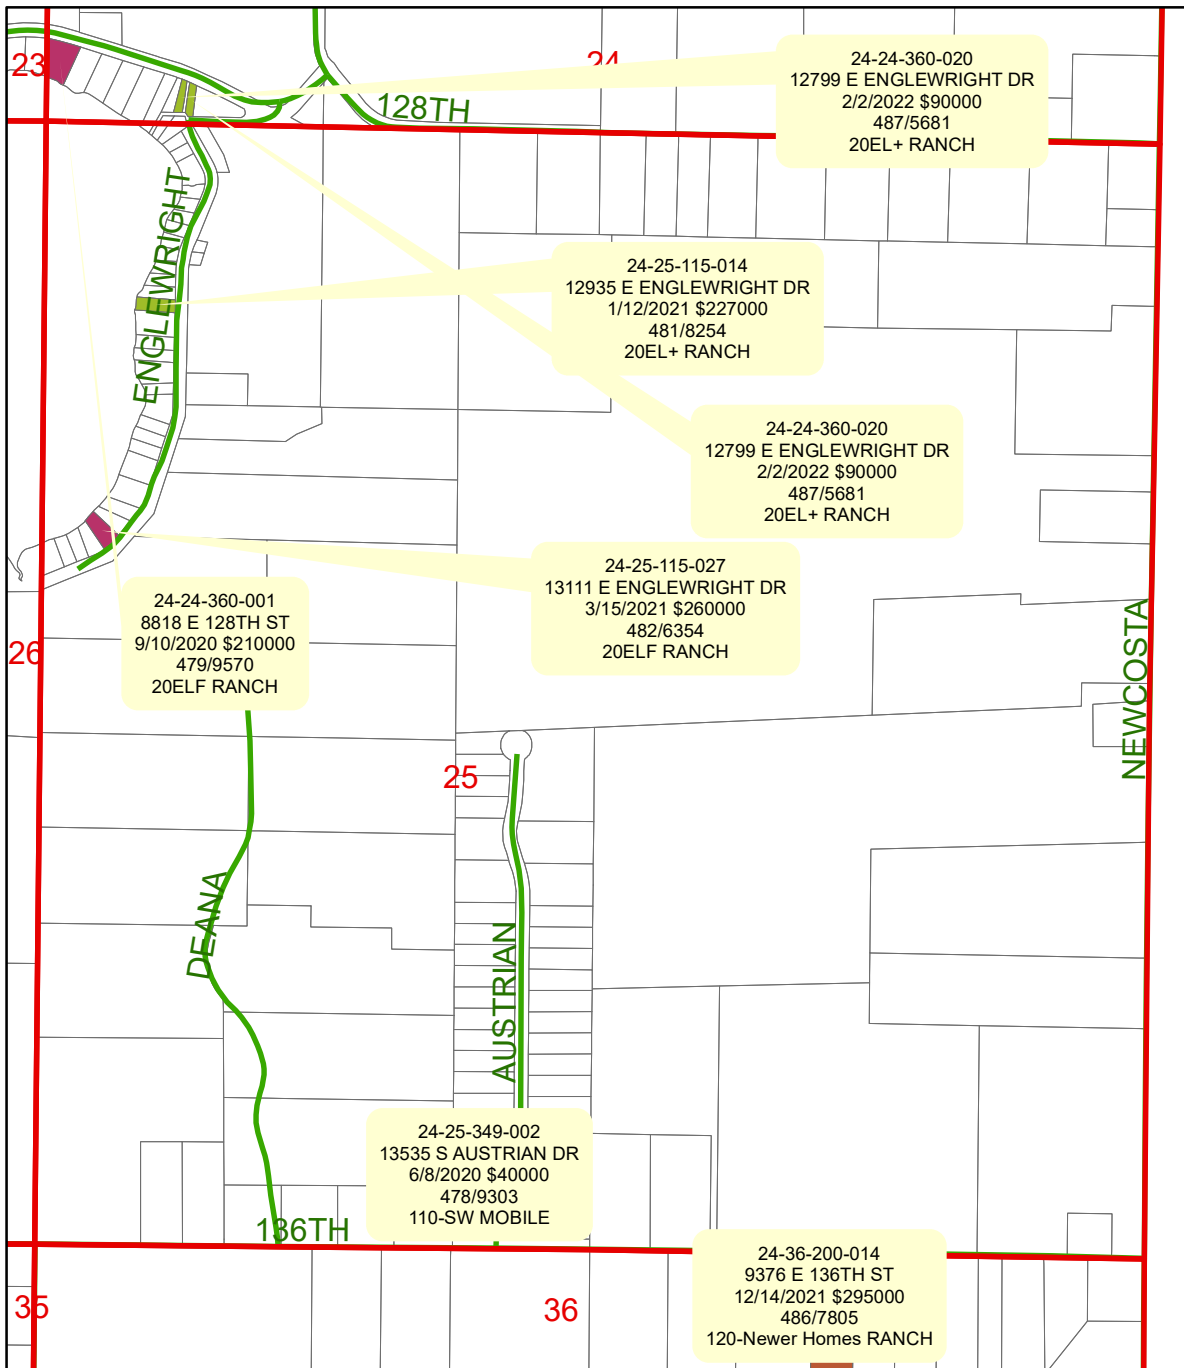 23
24
128TH
24-24-360-020
12799 E ENGLEWRIGHT DR
2/2/2022 $90000
487/5681
20EL+ RANCH
ENGLEWRIGHT
24-25-115-014
12935 E ENGLEWRIGHT DR
1/12/2021 $227000
481/8254
20EL+ RANCH
24-24-360-020
12799 E ENGLEWRIGHT DR
2/2/2022 $90000
487/5681
20EL+ RANCH
24-25-115-027
13111 E ENGLEWRIGHT DR
3/15/2021 $260000
482/6354
20ELF RANCH
24-24-360-001
8818 E 128TH ST
9/10/2020 $210000
479/9570
20ELF RANCH
26
NEWCOSTA
25
DEANA
AUSTRIAN
24-25-349-002
13535 S AUSTRIAN DR
6/8/2020 $40000
478/9303
110-SW MOBILE
136TH
24-36-200-014
9376 E 136TH ST
12/14/2021 $295000
486/7805
120-Newer Homes RANCH
35
36